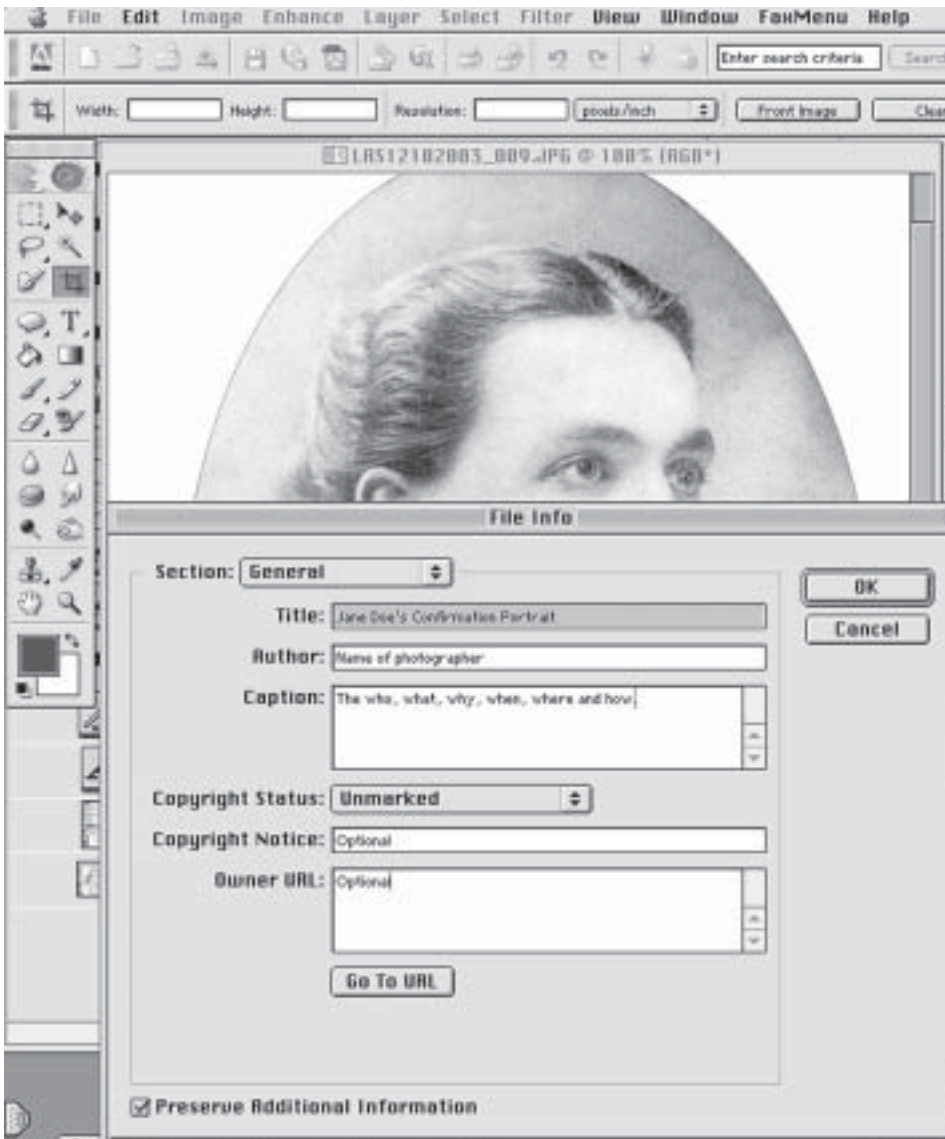 File Edit Image Enhance Layer Select Filter View Window FaxMenu Help
Enter search criteria Search
Width: Height: Resolution: pixels/inch Front Image Clear
LRS12102003_009.JPG @ 100% (RGB*)
File Info
Section: General
OK
Title: Jane Doe's Confirmation Portrait
Cancel
Author: Name of photographer
Caption: The who, what, why, when, where and how.
Copyright Status: Unmarked
Copyright Notice: Optional
Owner URL: Optional
Go To URL
Preserve Additional Information
T